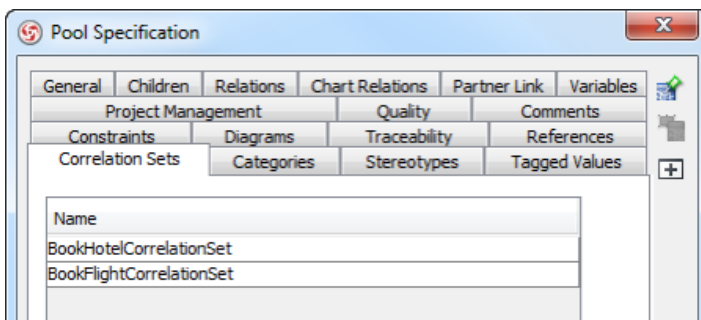 Pool Specification
General Children Relations Chart Relations Partner Link Variables
Project Management Quality Comments
Constraints Diagrams Traceability References
Correlation Sets Categories Stereotypes Tagged Values
Name
BookHotelCorrelationSet
BookFlightCorrelationSet